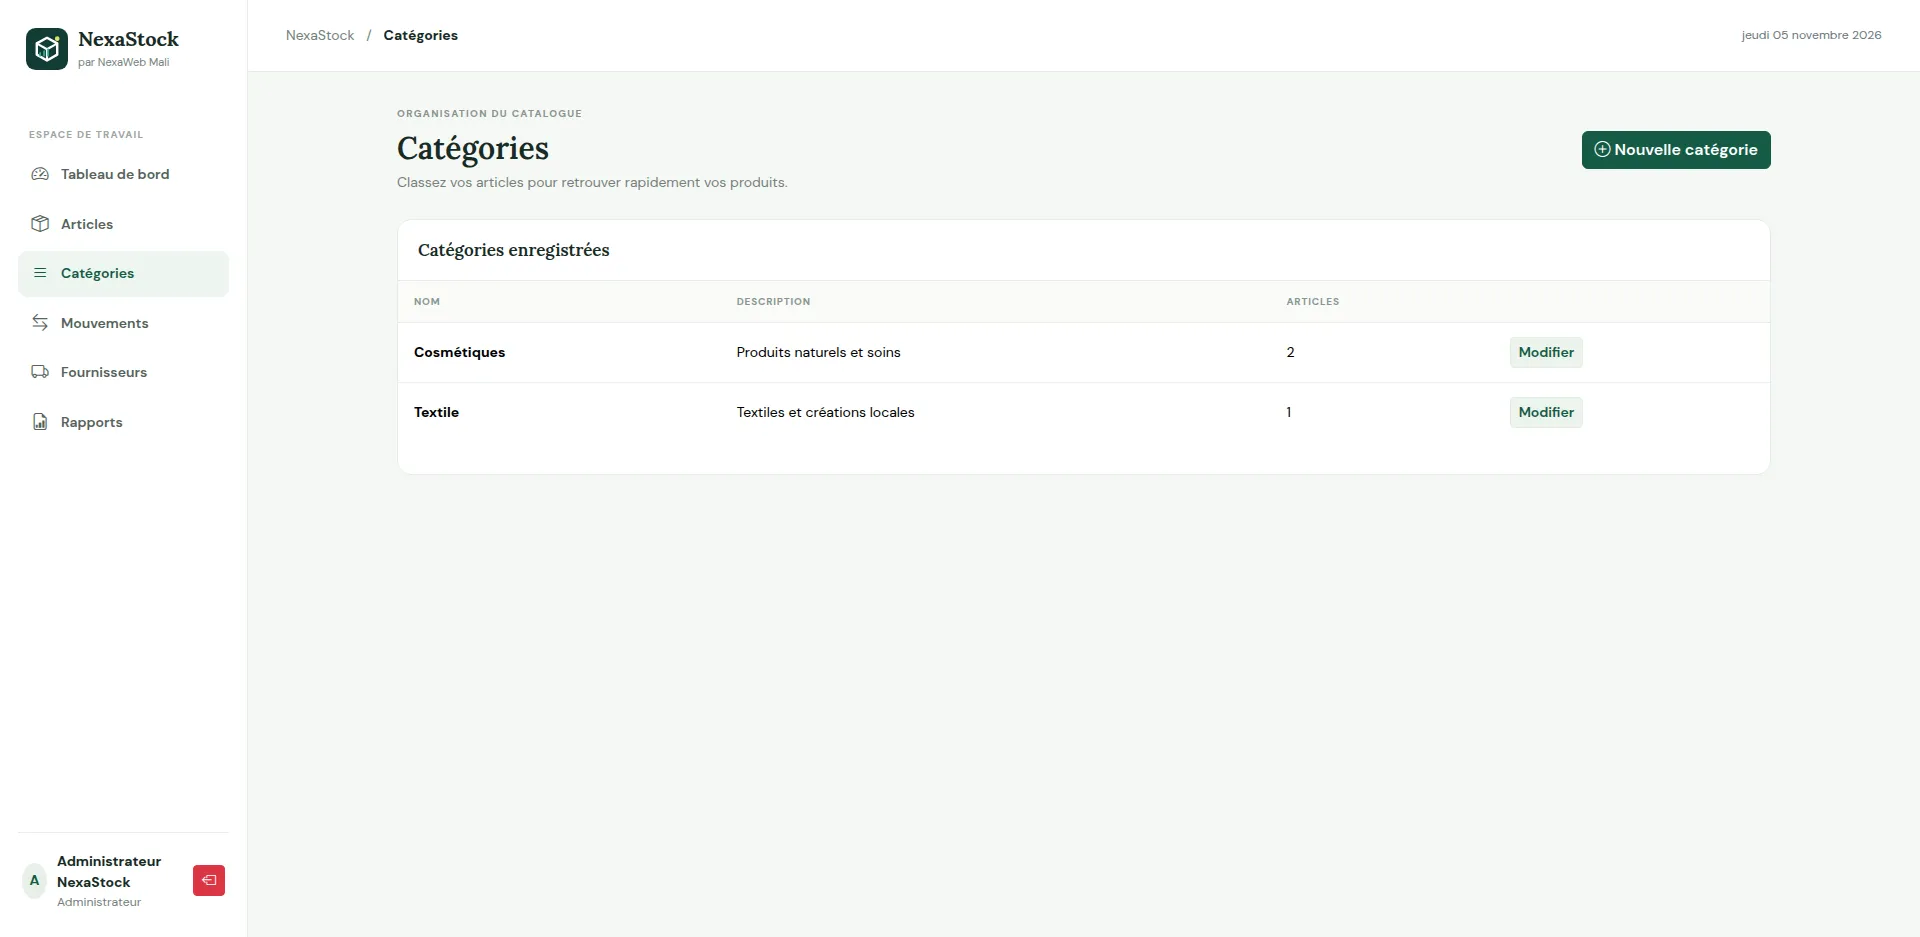 NexaStock
par NexaWeb Mali
ESPACE DE TRAVAIL
Tableau de bord
Articles
Catégories
Mouvements
Fournisseurs
Rapports
A
Administrateur
NexaStock
Administrateur
NexaStock / Catégories
jeudi 05 novembre 2026
ORGANISATION DU CATALOGUE
Catégories
Classez vos articles pour retrouver rapidement vos produits.
Nouvelle catégorie
Catégories enregistrées
NOM DESCRIPTION ARTICLES
Cosmétiques Produits naturels et soins 2 Modifier
Textile Textiles et créations locales 1 Modifier